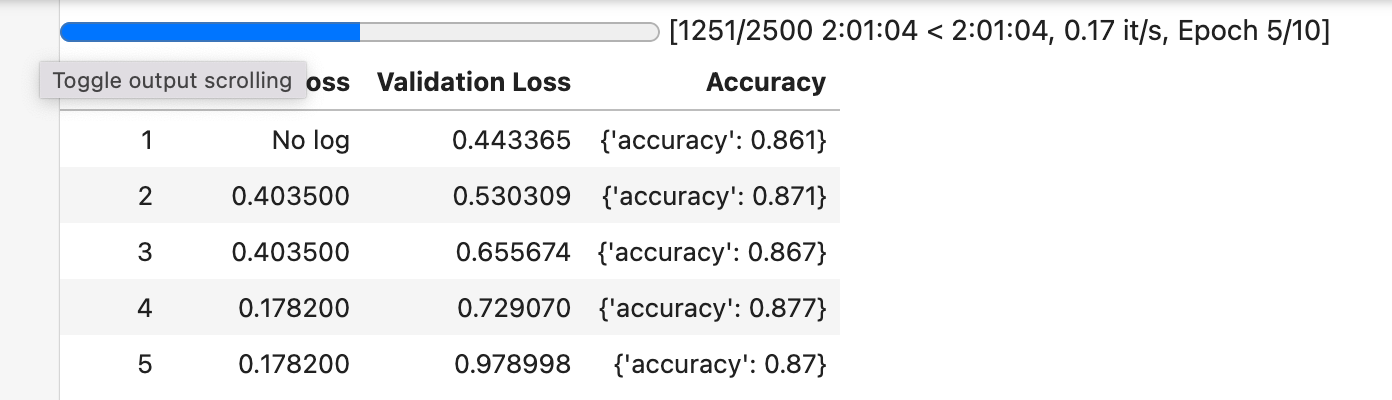 [1251/2500 2:01:04 < 2:01:04, 0.17 it/s, Epoch 5/10]
Toggle output scrolling oss Validation Loss Accuracy
1 No log 0.443365 {'accuracy': 0.861}
2 0.403500 0.530309 {'accuracy': 0.871}
3 0.403500 0.655674 {'accuracy': 0.867}
4 0.178200 0.729070 {'accuracy': 0.877}
5 0.178200 0.978998 {'accuracy': 0.87}